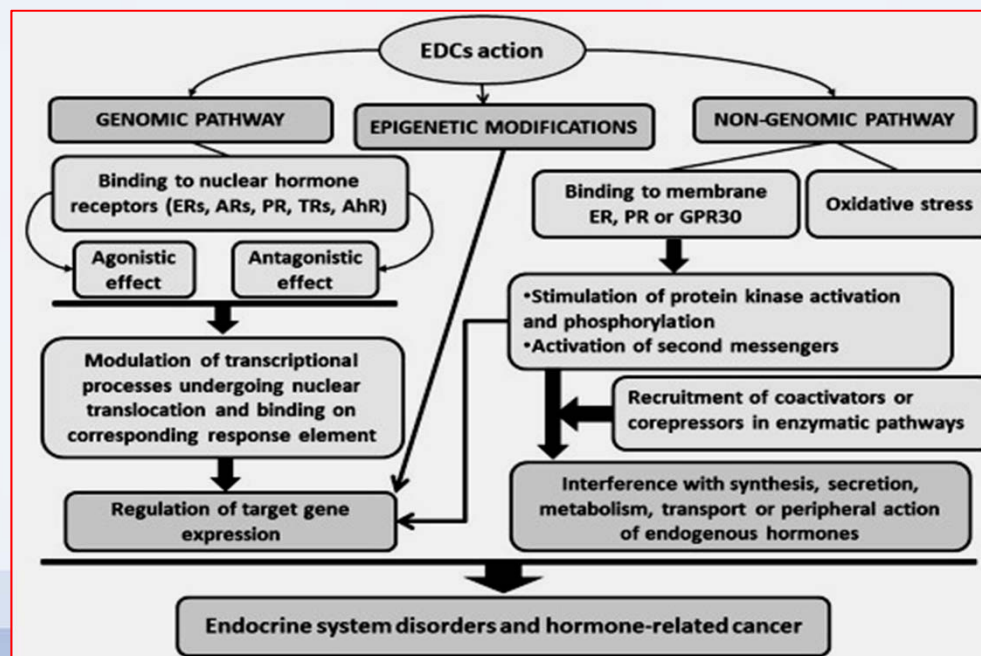 EDCs action
GENOMIC PATHWAY
EPIGENETIC MODIFICATIONS
NON-GENOMIC PATHWAY
Binding to nuclear hormone
receptors (ERs, ARs, PR, TRs, AhR)
Agonistic
effect
Antagonistic
effect
Modulation of transcriptional
processes undergoing nuclear
translocation and binding on
corresponding response element
Regulation of target gene
expression
Binding to membrane
ER, PR or GPR30
Oxidative stress
•Stimulation of protein kinase activation
and phosphorylation
•Activation of second messengers
Recruitment of coactivators or
corepressors in enzymatic pathways
Interference with synthesis, secretion,
metabolism, transport or peripheral action
of endogenous hormones
Endocrine system disorders and hormone-related cancer